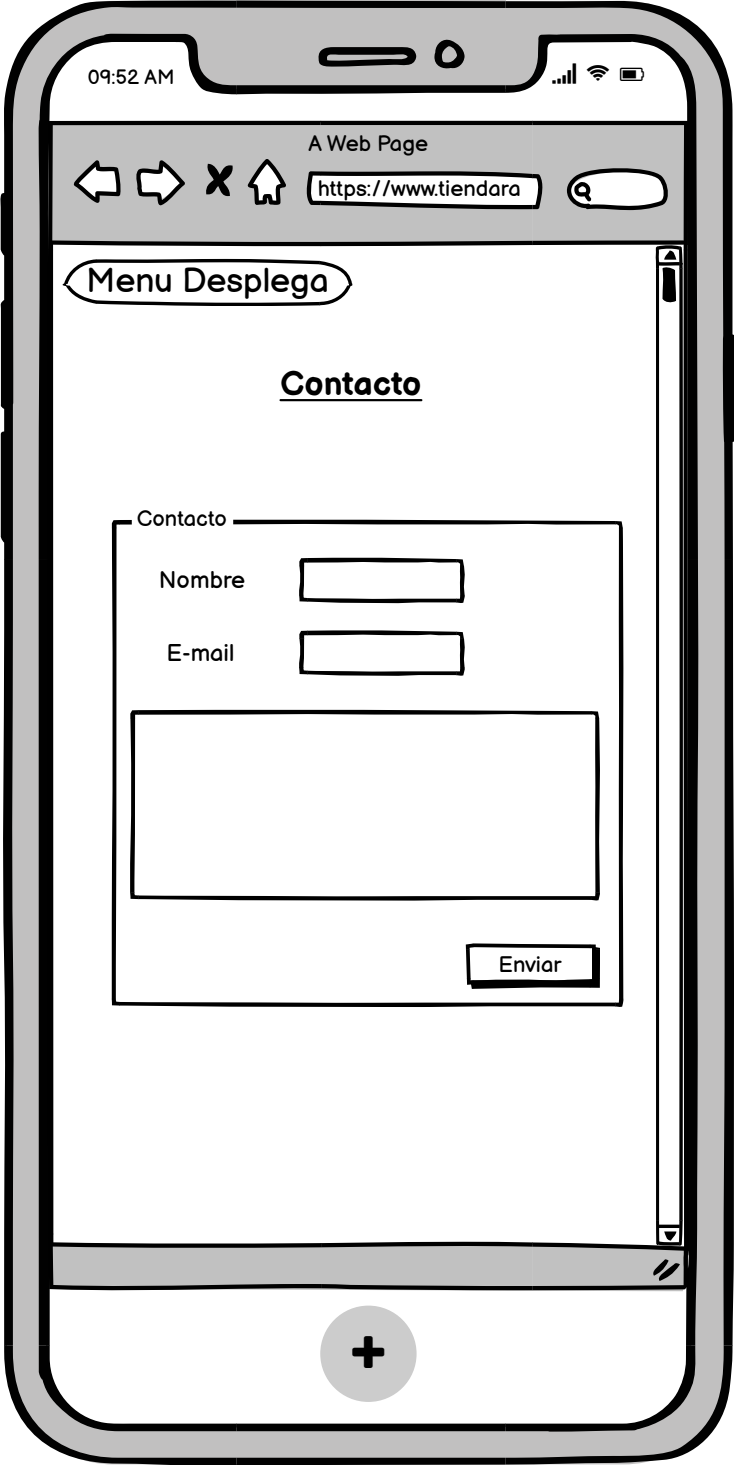 09:52 AM
A Web Page
https://www.tiendara
Menu Desplega
Contacto
Contacto
Nombre
E-mail
Enviar